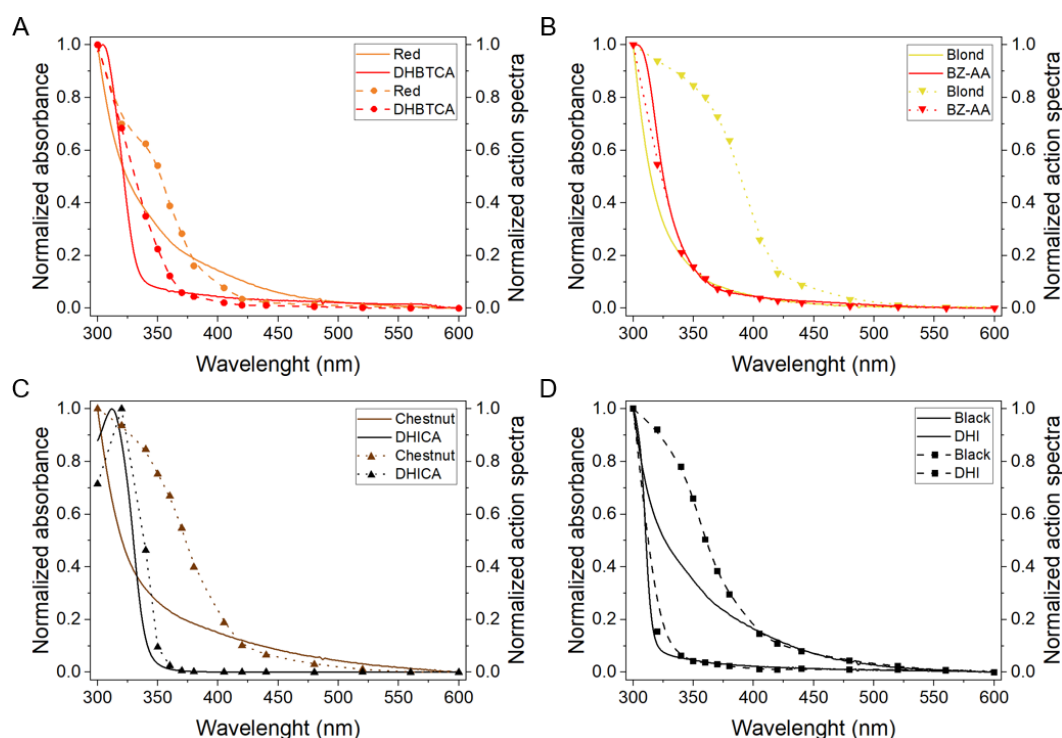 A
Normalized absorbance
1.0
0.8
0.6
0.4
0.2
0.0
Red
DHBTCA
Red
DHBTCA
1.0
0.8
0.6
0.4
0.2
0.0
Normalized action spectra
300 350 400 450 500 550 600
Wavelenght (nm)
B
Normalized absorbance
1.0
0.8
0.6
0.4
0.2
0.0
Blond
BZ-AA
Blond
BZ-AA
1.0
0.8
0.6
0.4
0.2
0.0
Normalized action spectra
300 350 400 450 500 550 600
Wavelenght (nm)
C
Normalized absorbance
1.0
0.8
0.6
0.4
0.2
0.0
Chestnut
DHICA
Chestnut
DHICA
1.0
0.8
0.6
0.4
0.2
0.0
Normalized action spectra
300 350 400 450 500 550 600
Wavelenght (nm)
D
Normalized absorbance
1.0
0.8
0.6
0.4
0.2
0.0
Black
DHI
Black
DHI
1.0
0.8
0.6
0.4
0.2
0.0
Normalized action spectra
300 350 400 450 500 550 600
Wavelenght (nm)